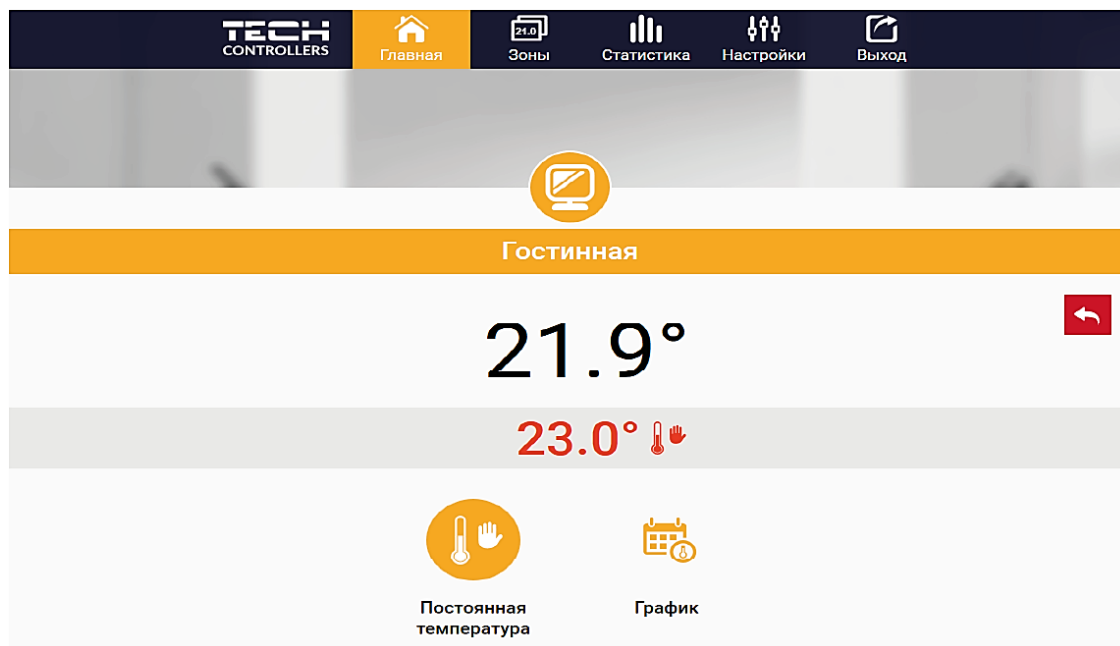 TECH
CONTROLLERS
Главная
21.0
Зоны
Статистика
Настройки
Выход
Гостинная
21.9°
23.0°
Постоянная
температура
График